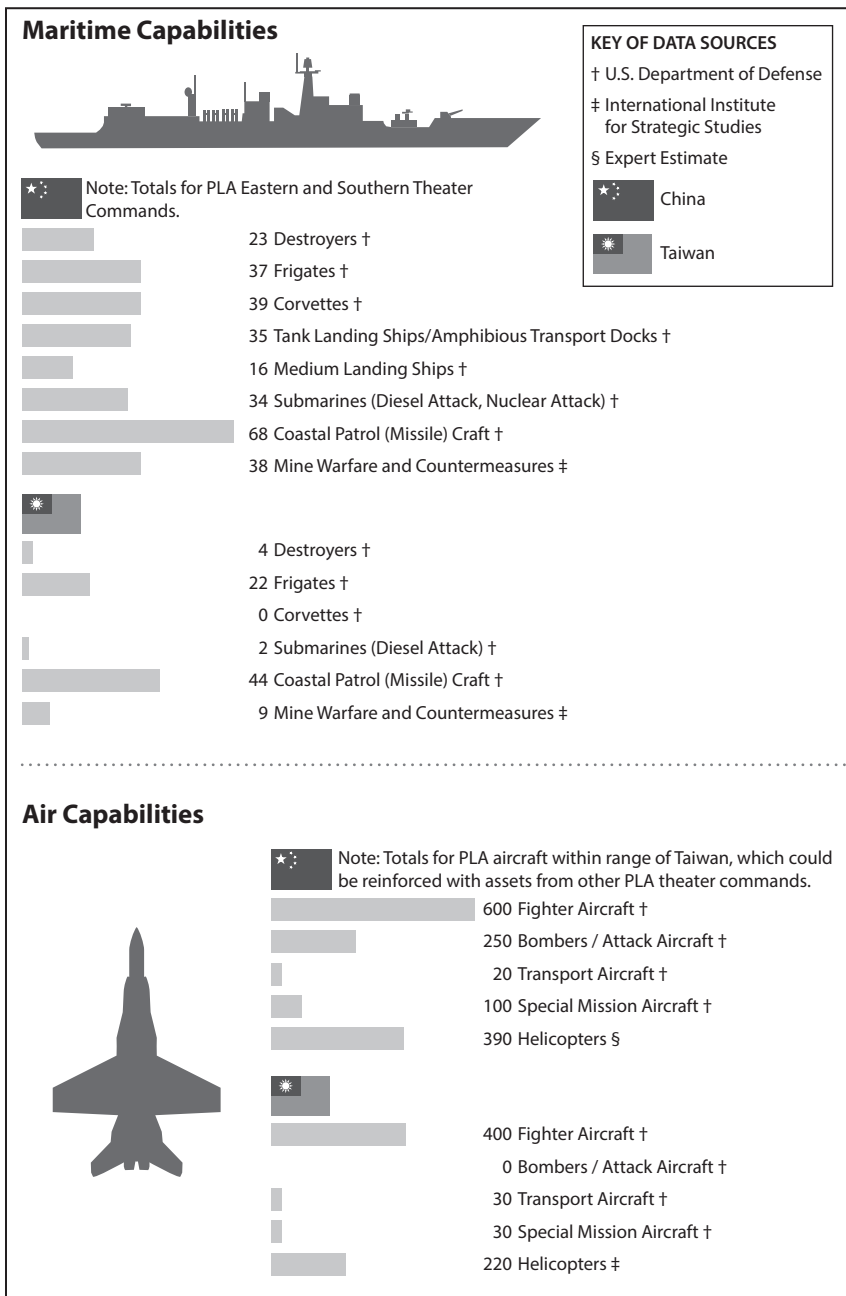 Maritime Capabilities
KEY OF DATA SOURCES
† U.S. Department of Defense
‡ International Institute
for Strategic Studies
§ Expert Estimate
China
Taiwan
Note: Totals for PLA Eastern and Southern Theater
Commands.
23 Destroyers †
37 Frigates †
39 Corvettes †
35 Tank Landing Ships/Amphibious Transport Docks †
16 Medium Landing Ships †
34 Submarines (Diesel Attack, Nuclear Attack) †
68 Coastal Patrol (Missile) Craft †
38 Mine Warfare and Countermeasures ‡
4 Destroyers †
22 Frigates †
0 Corvettes †
2 Submarines (Diesel Attack) †
44 Coastal Patrol (Missile) Craft †
9 Mine Warfare and Countermeasures ‡
Air Capabilities
Note: Totals for PLA aircraft within range of Taiwan, which could
be reinforced with assets from other PLA theater commands.
600 Fighter Aircraft †
250 Bombers / Attack Aircraft †
20 Transport Aircraft †
100 Special Mission Aircraft †
390 Helicopters §
400 Fighter Aircraft †
0 Bombers / Attack Aircraft †
30 Transport Aircraft †
30 Special Mission Aircraft †
220 Helicopters ‡